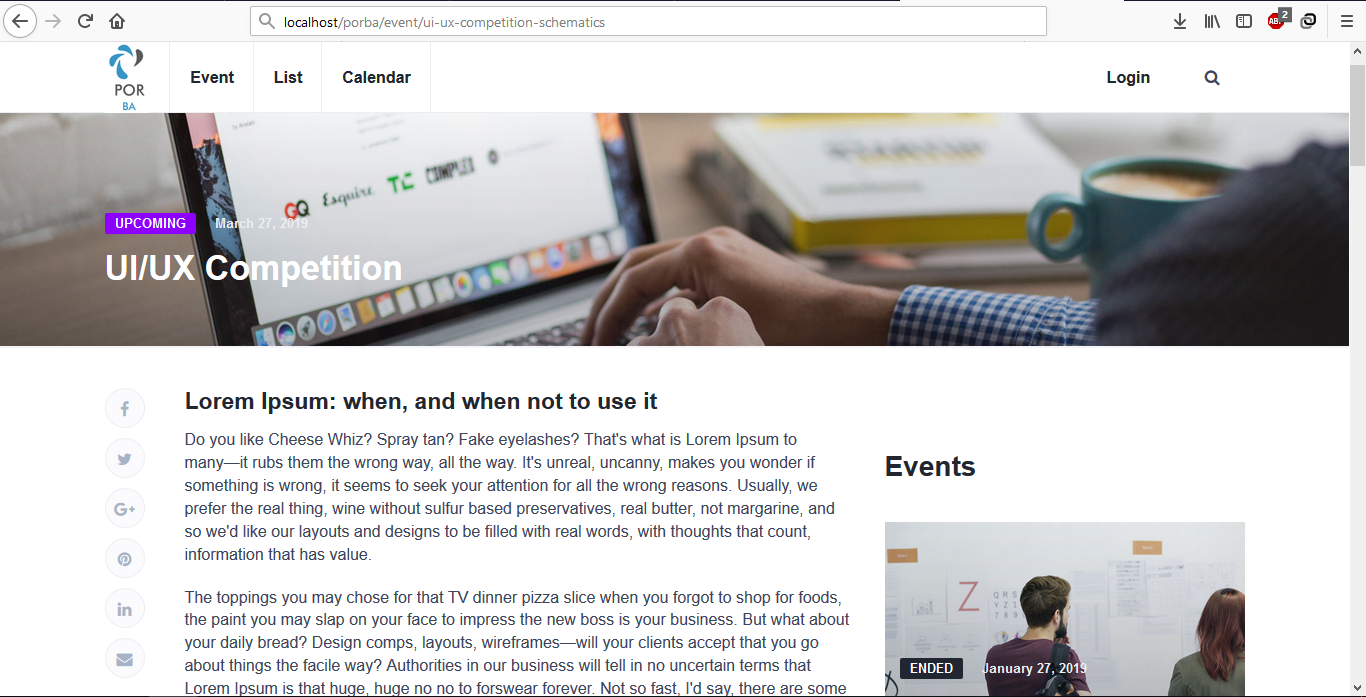 localhost/porba/event/ui-ux-competition-schematics
2
POR
BA
Event
List
Calendar
Login
GQ Esquire TC COMPLEX
UPCOMING
March 27, 2019
UI/UX Competition
Lorem Ipsum: when, and when not to use it
Do you like Cheese Whiz? Spray tan? Fake eyelashes? That's what is Lorem Ipsum to
many—it rubs them the wrong way, all the way. It's unreal, uncanny, makes you wonder if
something is wrong, it seems to seek your attention for all the wrong reasons. Usually, we
prefer the real thing, wine without sulfur based preservatives, real butter, not margarine, and
so we'd like our layouts and designs to be filled with real words, with thoughts that count,
information that has value.
The toppings you may chose for that TV dinner pizza slice when you forgot to shop for foods,
the paint you may slap on your face to impress the new boss is your business. But what about
your daily bread? Design comps, layouts, wireframes—will your clients accept that you go
about things the facile way? Authorities in our business will tell in no uncertain terms that
Lorem Ipsum is that huge, huge no no to forswear forever. Not so fast, I'd say, there are some
Events
Z
ENDED
January 27, 2019